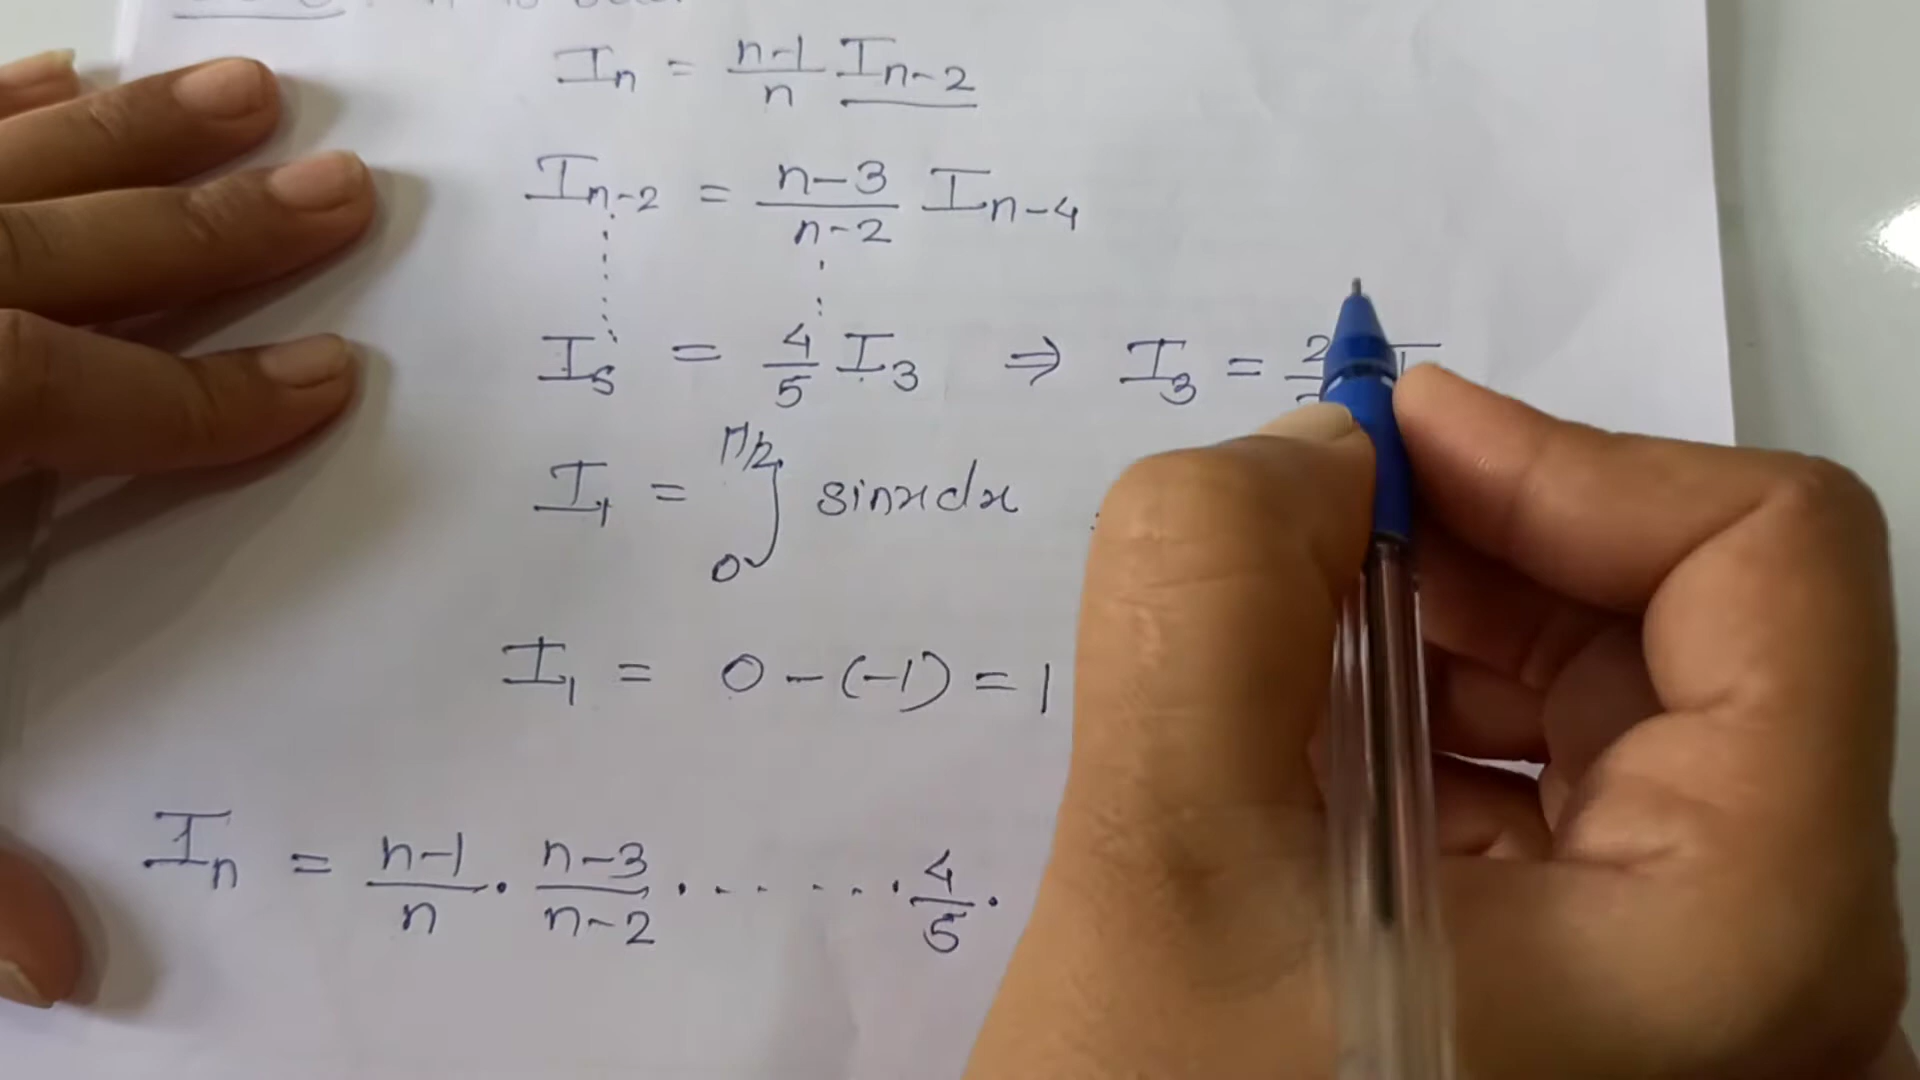 Iₙ = (n-1)/n Iₙ₋₂
Iₙ₋₂ = (n-3)/(n-2) Iₙ₋₄
I₅ = 4/5 I₃ ⇒ I₃ = 2
I₁ = ∫₀^(π/2) sinx dx
I₁ = 0 - (-1) = 1
Iₙ = (n-1)/n · (n-3)/(n-2) · - - - - · 4/5 ·